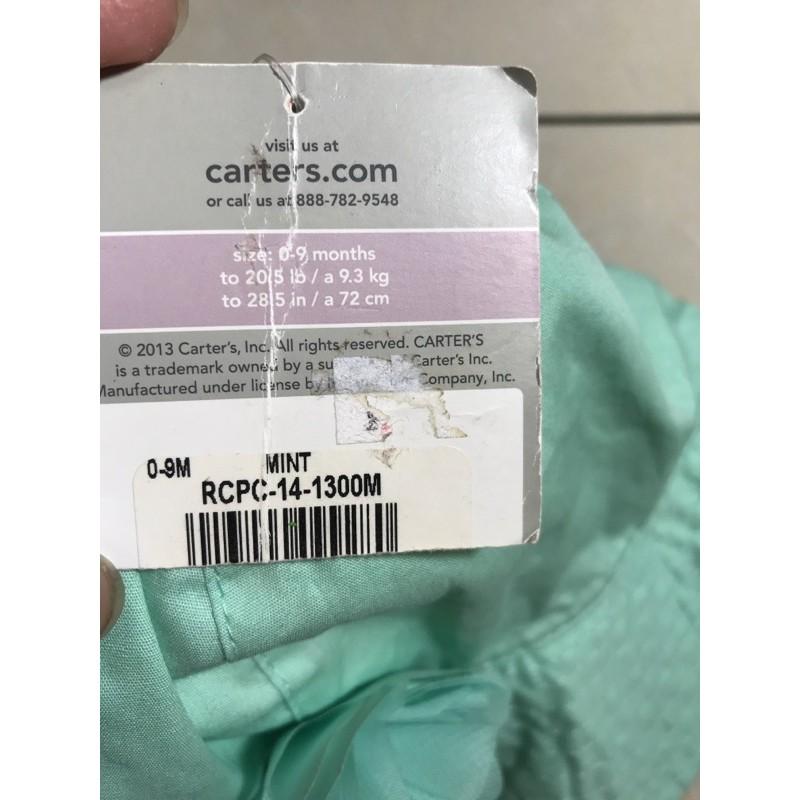 visit us at
carters.com
or call us at 888-782-9548
size: 0-9 months
to 20.5 lb / a 9.3 kg
to 28.5 in / a 72 cm
© 2013 Carter's, Inc. All rights reserved. CARTER'S
is a trademark owned by a of Carter's Inc.
Manufactured under license by Company, Inc.
0-9M MINT
RCPC-14-1300M